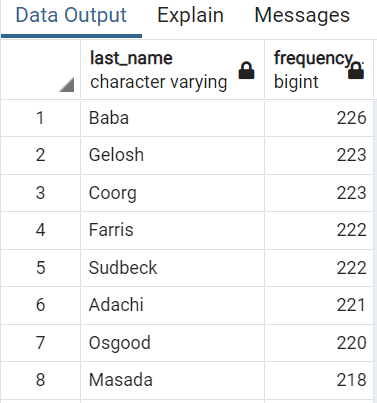 Data Output Explain Messages
last_name frequency
character varying bigint
1 Baba 226
2 Gelosh 223
3 Coorg 223
4 Farris 222
5 Sudbeck 222
6 Adachi 221
7 Osgood 220
8 Masada 218